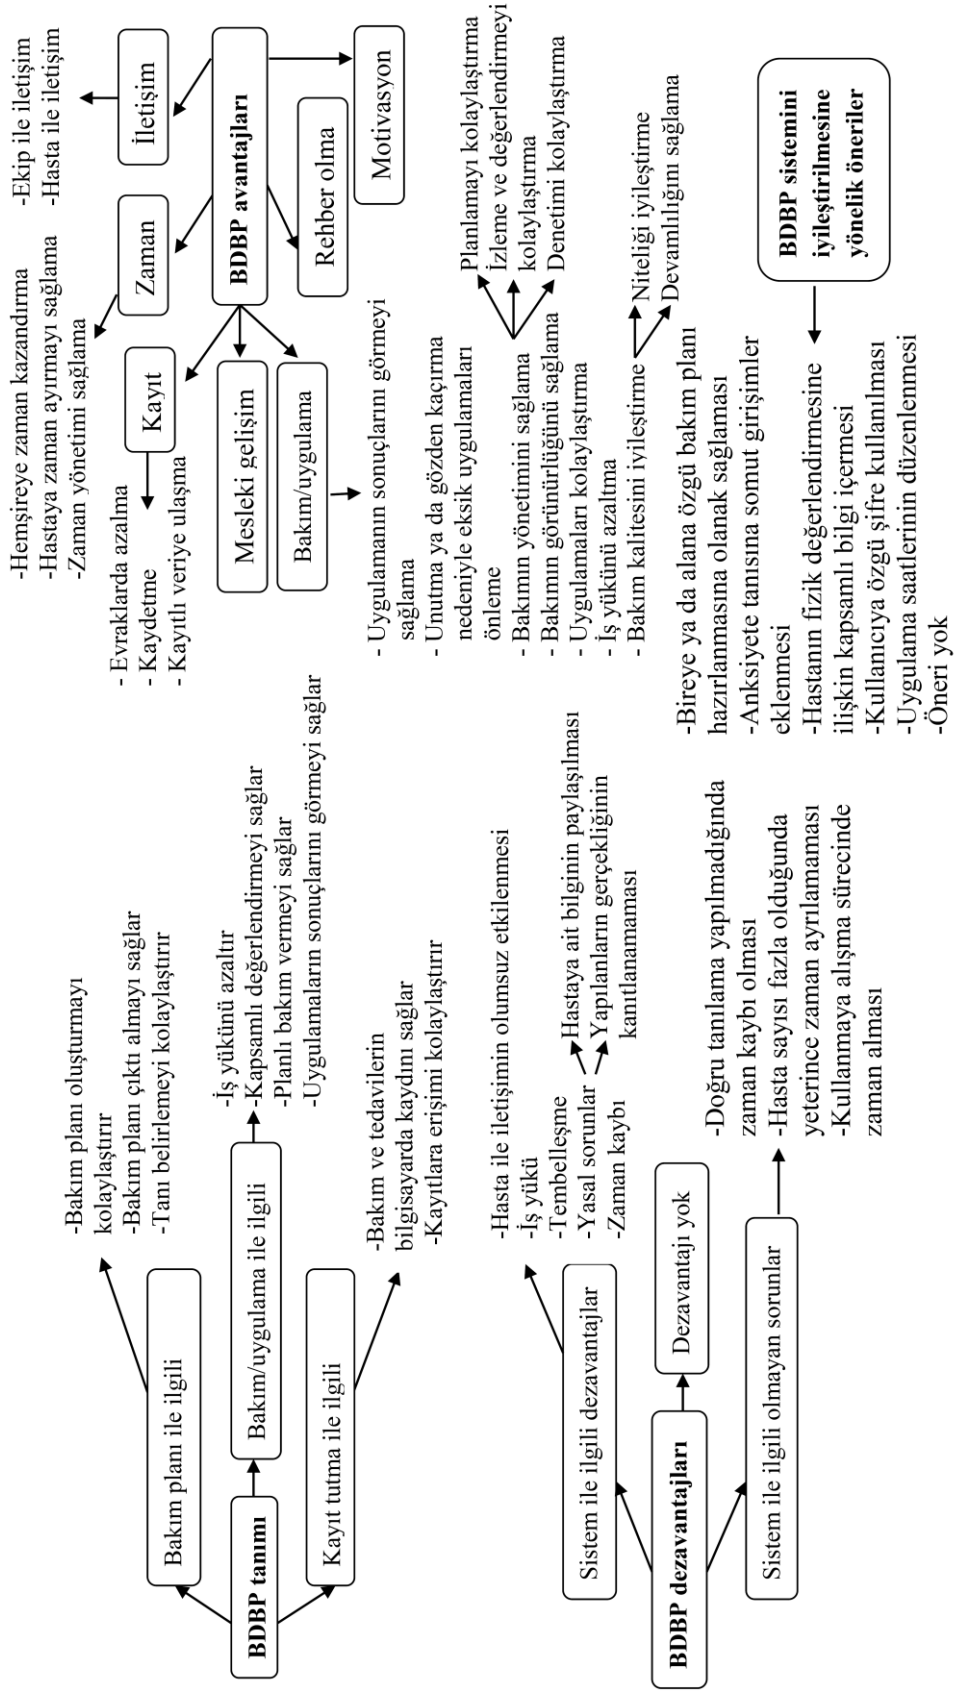 BDBP tanımı
Bakım planı ile ilgili
-Bakım planı oluşturmayı
kolaylaştırır
-Bakım planı çıktı almayı sağlar
-Tanı belirlemeyi kolaylaştırır
Bakım/uygulama ile ilgili
-İş yükünü azaltır
-Kapsamlı değerlendirmeyi sağlar
-Planlı bakım vermeyi sağlar
-Uygulamaların sonuçlarını görmeyi sağlar
Kayıt tutma ile ilgili
-Bakım ve tedavilerin
bilgisayarda kaydını sağlar
-Kayıtlara erişimi kolaylaştırır
BDBP avantajları
İletişim
-Ekip ile iletişim
-Hasta ile iletişim
Zaman
-Hemşireye zaman kazandırma
-Hastaya zaman ayırmayı sağlama
-Zaman yönetimi sağlama
Kayıt
- Evraklarda azalma
- Kaydetme
- Kayıtlı veriye ulaşma
Mesleki gelişim
Bakım/uygulama
Rehber olma
Motivasyon
- Uygulamanın sonuçlarını görmeyi
sağlama
- Unutma ya da gözden kaçırma
nedeniyle eksik uygulamaları
önleme
- Bakımın yönetimini sağlama
- Bakımın görünürlüğünü sağlama
- Uygulamaları kolaylaştırma
- İş yükünü azaltma
- Bakım kalitesini iyileştirme
Planlamayı kolaylaştırma
İzleme ve değerlendirmeyi
kolaylaştırma
Denetimi kolaylaştırma
Niteliği iyileştirme
Devamlılığını sağlama
BDBP dezavantajları
Sistem ile ilgili dezavantajlar
-Hasta ile iletişimin olumsuz etkilenmesi
-İş yükü
-Tembelleşme
- Yasal sorunlar
-Zaman kaybı
Hastaya ait bilginin paylaşılması
Yapılanların gerçekliğinin
kanıtlanamaması
Dezavantajı yok
Sistem ile ilgili olmayan sorunlar
-Doğru tanılama yapılmadığında
zaman kaybı olması
-Hasta sayısı fazla olduğunda
yeterince zaman ayrılamaması
-Kullanmaya alışma sürecinde
zaman alması
BDBP sistemini
iyileştirilmesine
yönelik öneriler
-Bireye ya da alana özgü bakım planı
hazırlanmasına olanak sağlaması
-Anksiyete tanısına somut girişimler
eklenmesi
-Hastanın fizik değerlendirmesine
ilişkin kapsamlı bilgi içermesi
-Kullanıcıya özgü şifre kullanılması
-Uygulama saatlerinin düzenlenmesi
-Öneri yok